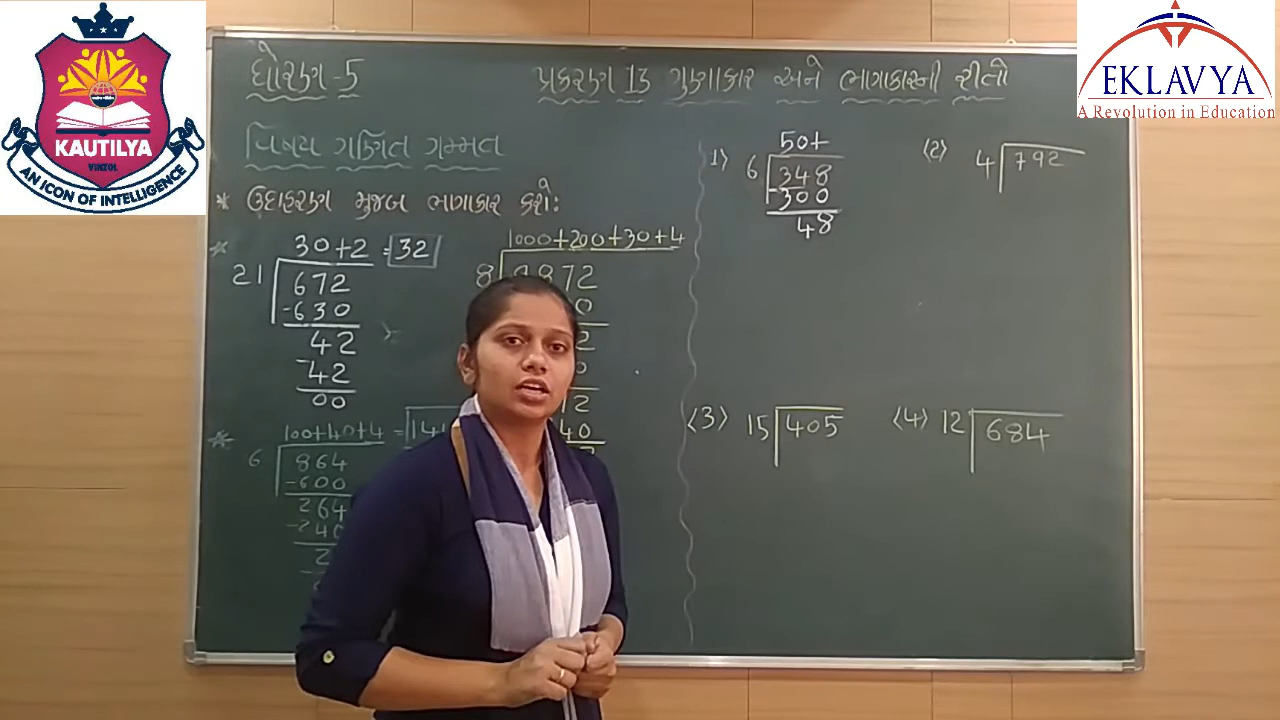 KAUTILYA
VINZOL
AN ICON OF INTELLIGENCE
EKLAVYA
A Revolution in Education
ધોરણ-5
પ્રકરણ 13 ગુણાકાર અને ભાગાકારની રીતો
વિષય ગણિત ગમ્મત
* ઉદાહરણ મુજબ ભાગાકાર કરો:
* 30+2 = 32
21 672
-630
42
-42
00
* 100+40+4 =
6 864
-600
264
1000+200+30+4
8 9872
1) 50+
6 348
-300
48
(2) 4 792
(3) 15 405
(4) 12 684